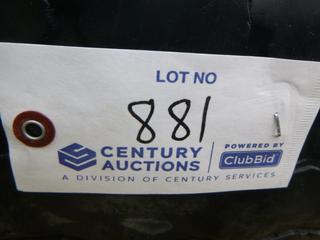 LOT NO
881
CENTURY AUCTIONS POWERED BY ClubBid
A DIVISION OF CENTURY SERVICES